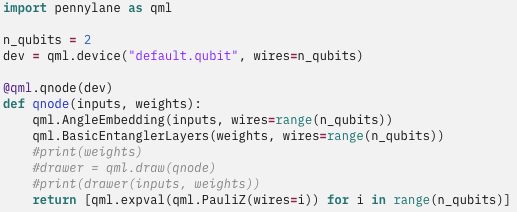 import pennylane as qml

n_qubits = 2
dev = qml.device("default.qubit", wires=n_qubits)

@qml.qnode(dev)
def qnode(inputs, weights):
    qml.AngleEmbedding(inputs, wires=range(n_qubits))
    qml.BasicEntanglerLayers(weights, wires=range(n_qubits))
    #print(weights)
    #drawer = qml.draw(qnode)
    #print(drawer(inputs, weights))
    return [qml.expval(qml.PauliZ(wires=i)) for i in range(n_qubits)]